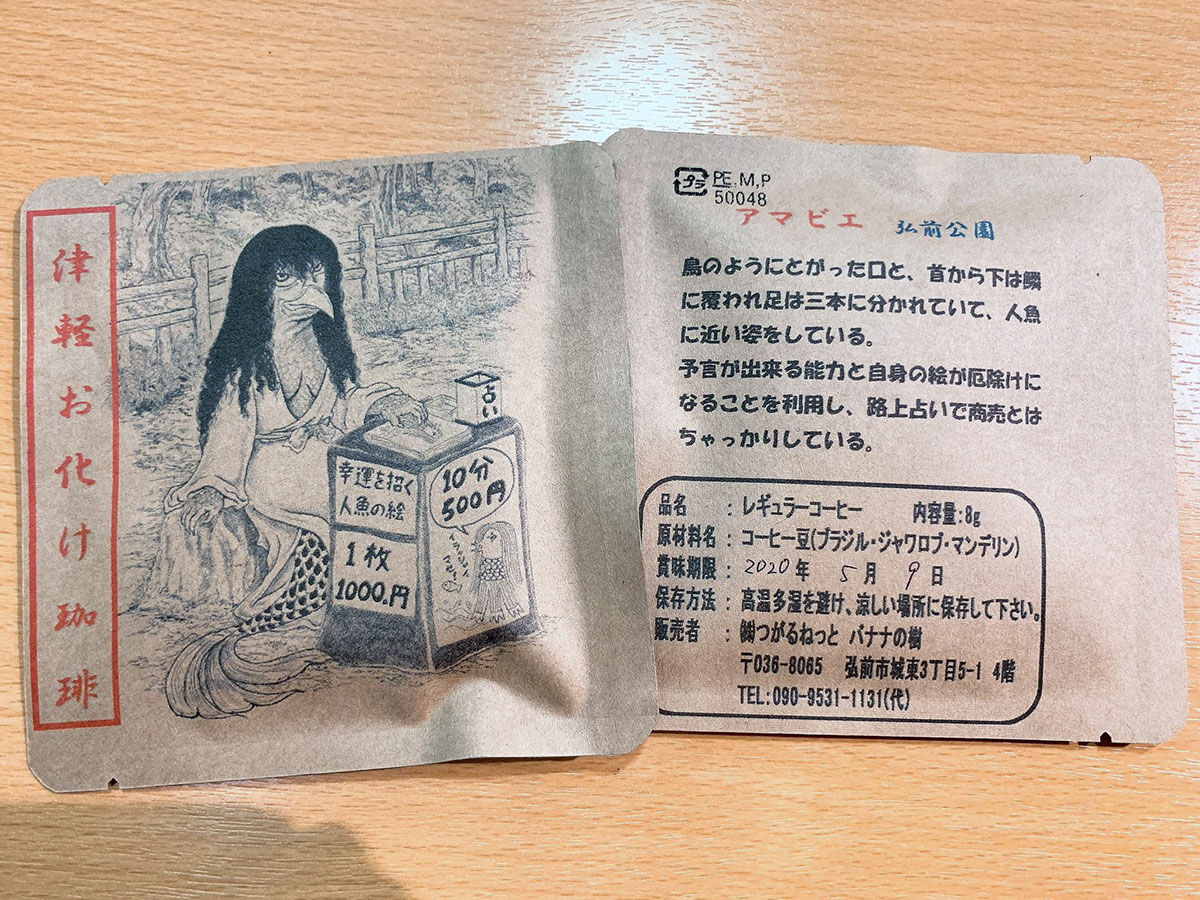 津軽お化け珈琲
占い
幸運を招く
人魚の絵
1枚
1000.円
10分
500円
プラ
PE,M,P
50048
アマビエ 弘前公園
鳥のようにとがった口と、首から下は鱗
に覆われ足は三本に分かれていて、人魚
に近い姿をしている。
予言が出来る能力と自身の絵が厄除けに
なることを利用し、路上占いで商売とは
ちゃっかりしている。
品名 : レギュラーコーヒー 内容量:8g
原材料名 : コーヒー豆(ブラジル・ジャワロブ・マンデリン)
賞味期限 : 2020年 5月 9日
保存方法 : 高温多湿を避け、涼しい場所に保存して下さい。
販売者 : ㈱つがるねっと バナナの樹
〒036-8065 弘前市城東3丁目5-1 4階
TEL:090-9531-1131(代)